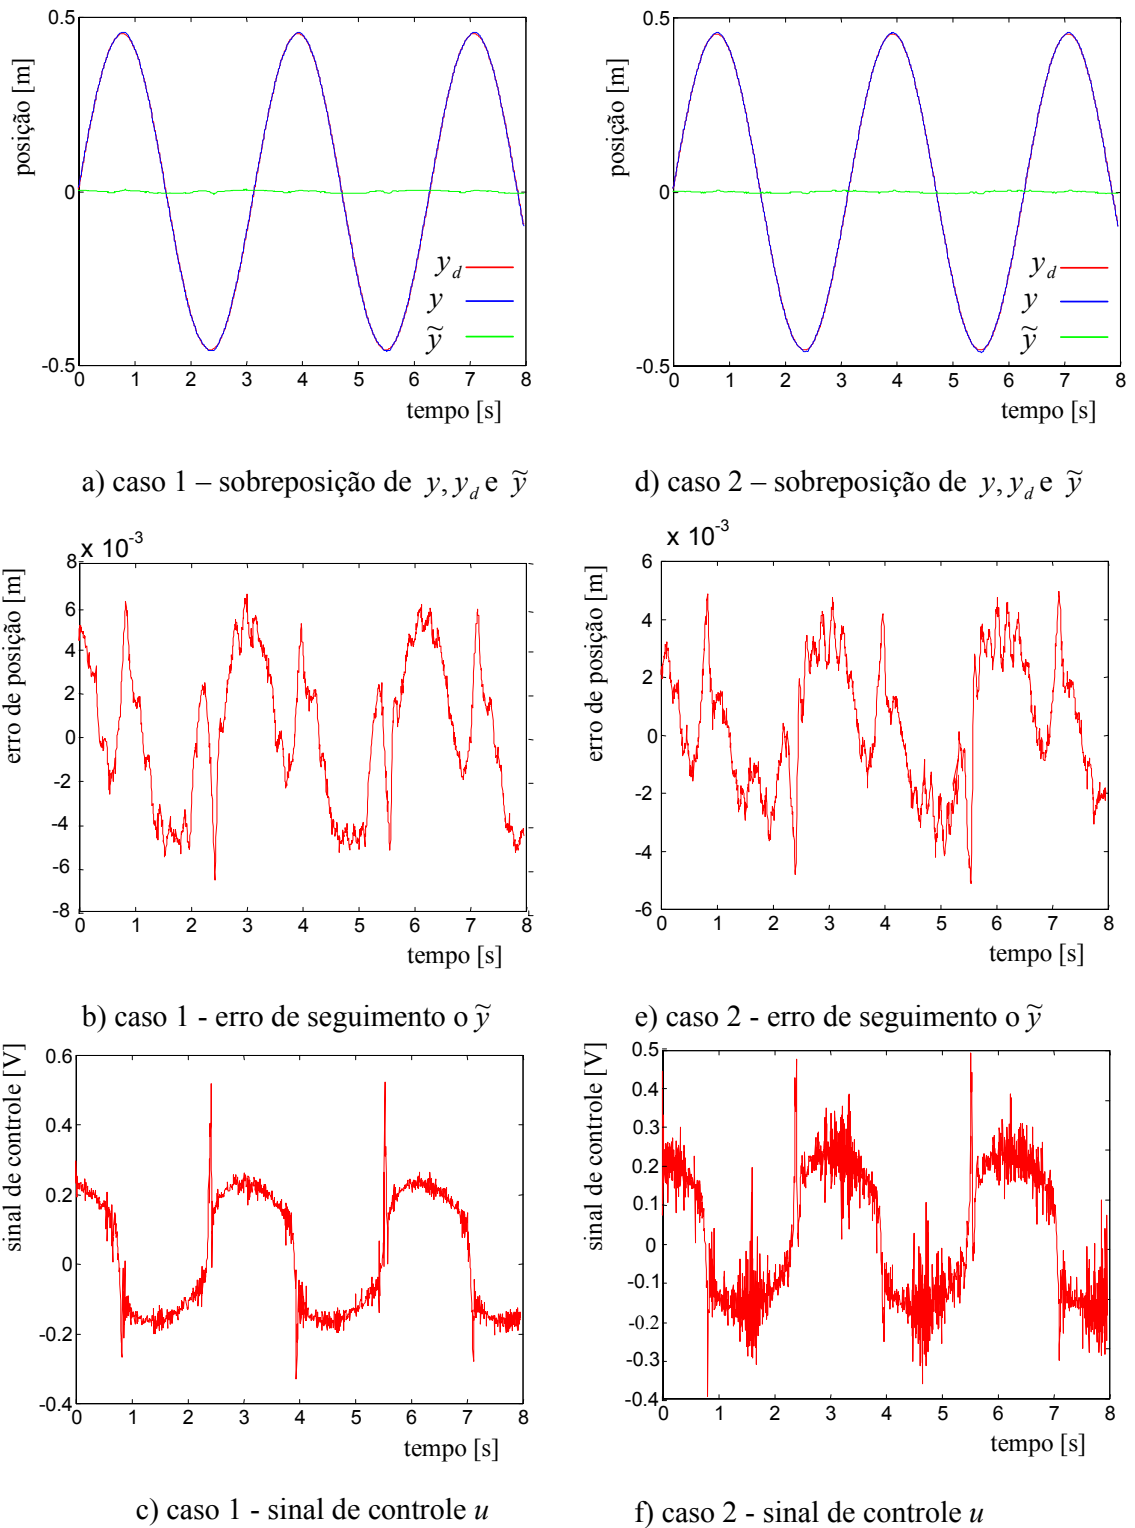 0.5
posição [m]
0
-0.5
y_d
y
ỹ
0 1 2 3 4 5 6 7 8
tempo [s]
a) caso 1 – sobreposição de y, y_d e ỹ
0.5
posição [m]
0
-0.5
y_d
y
ỹ
0 1 2 3 4 5 6 7 8
tempo [s]
d) caso 2 – sobreposição de y, y_d e ỹ
x 10^-3
erro de posição [m]
8
6
4
2
0
-2
-4
-6
-8
0 1 2 3 4 5 6 7 8
tempo [s]
b) caso 1 - erro de seguimento o ỹ
x 10^-3
erro de posição [m]
6
4
2
0
-2
-4
-6
0 1 2 3 4 5 6 7 8
tempo [s]
e) caso 2 - erro de seguimento o ỹ
sinal de controle [V]
0.6
0.4
0.2
0
-0.2
-0.4
0 1 2 3 4 5 6 7 8
tempo [s]
c) caso 1 - sinal de controle u
sinal de controle [V]
0.5
0.4
0.3
0.2
0.1
0
-0.1
-0.2
-0.3
-0.4
0 1 2 3 4 5 6 7 8
tempo [s]
f) caso 2 - sinal de controle u